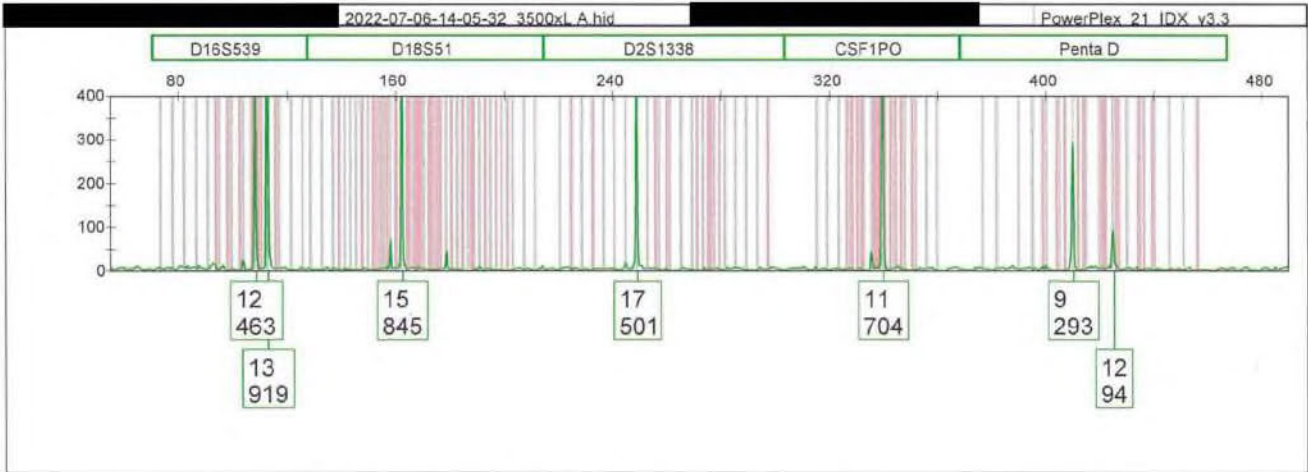 2022-07-06-14-05-32_3500xL_A.hid PowerPlex_21_IDX_v3.3
D16S539 D18S51 D2S1338 CSF1PO Penta D
80 160 240 320 400 480
400
300
200
100
0
12 15 17 11 9
463 845 501 704 293
13 12
919 94